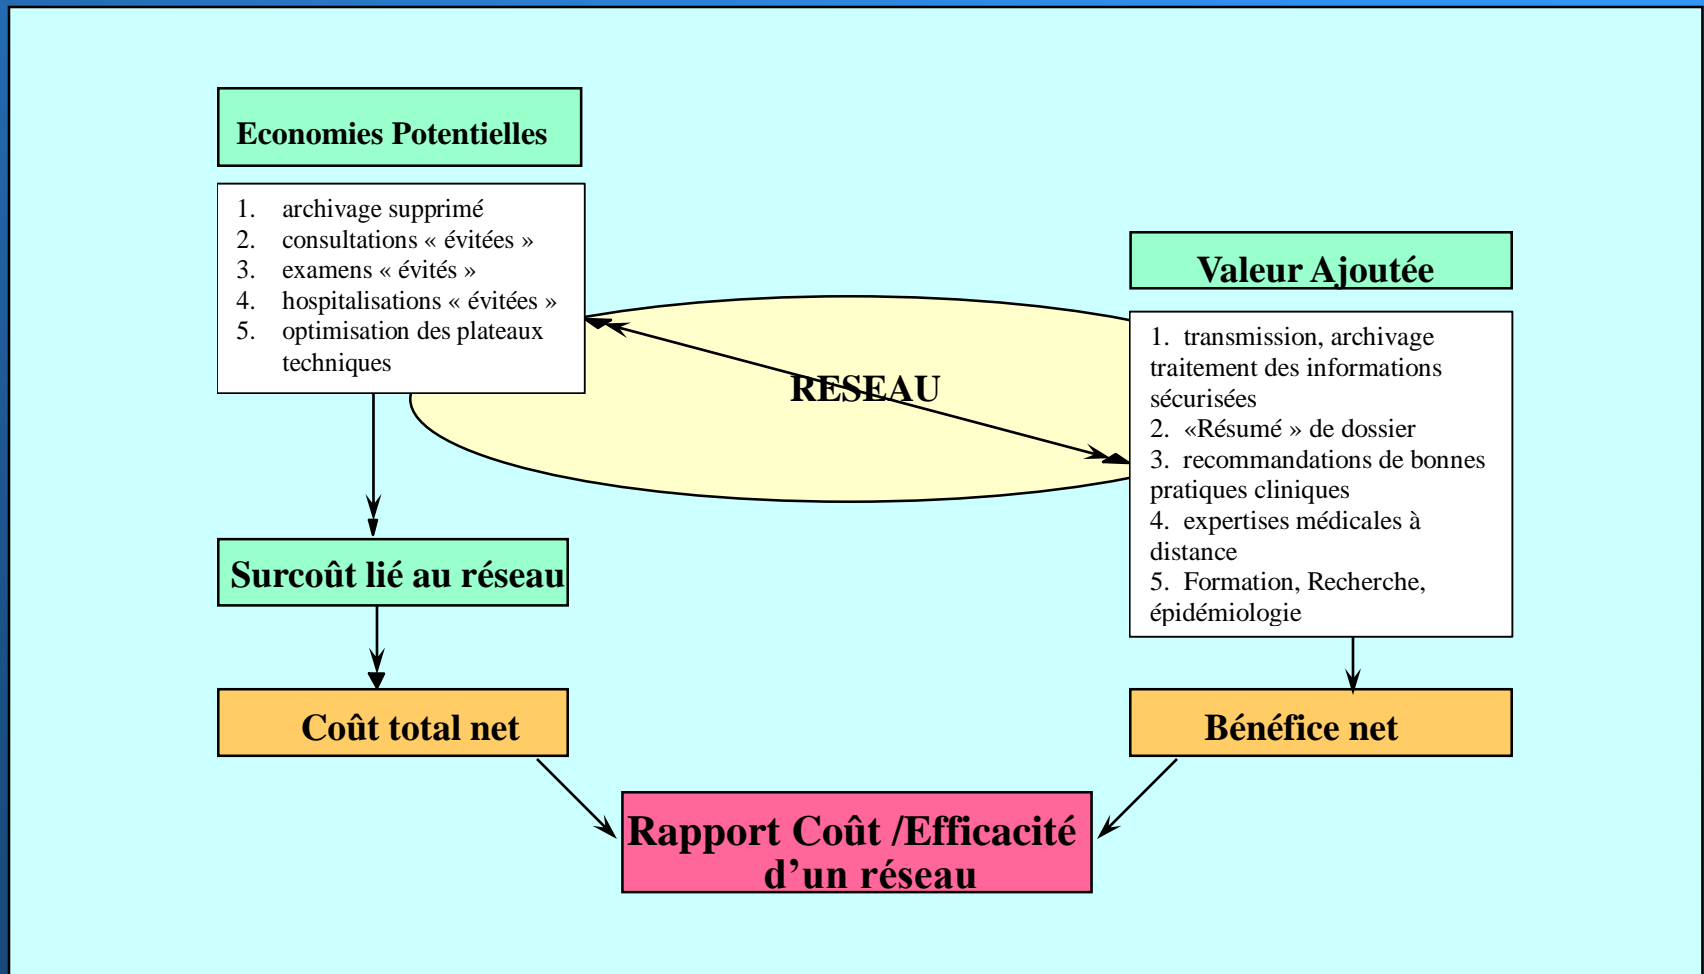 Economies Potentielles
1. archivage supprimé
2. consultations « évitées »
3. examens « évités »
4. hospitalisations « évitées »
5. optimisation des plateaux
techniques
Valeur Ajoutée
1. transmission, archivage
traitement des informations
sécurisées
2. «Résumé » de dossier
3. recommandations de bonnes
pratiques cliniques
4. expertises médicales à
distance
5. Formation, Recherche,
épidémiologie
RESEAU
Surcoût lié au réseau
Coût total net
Bénéfice net
Rapport Coût /Efficacité
d’un réseau